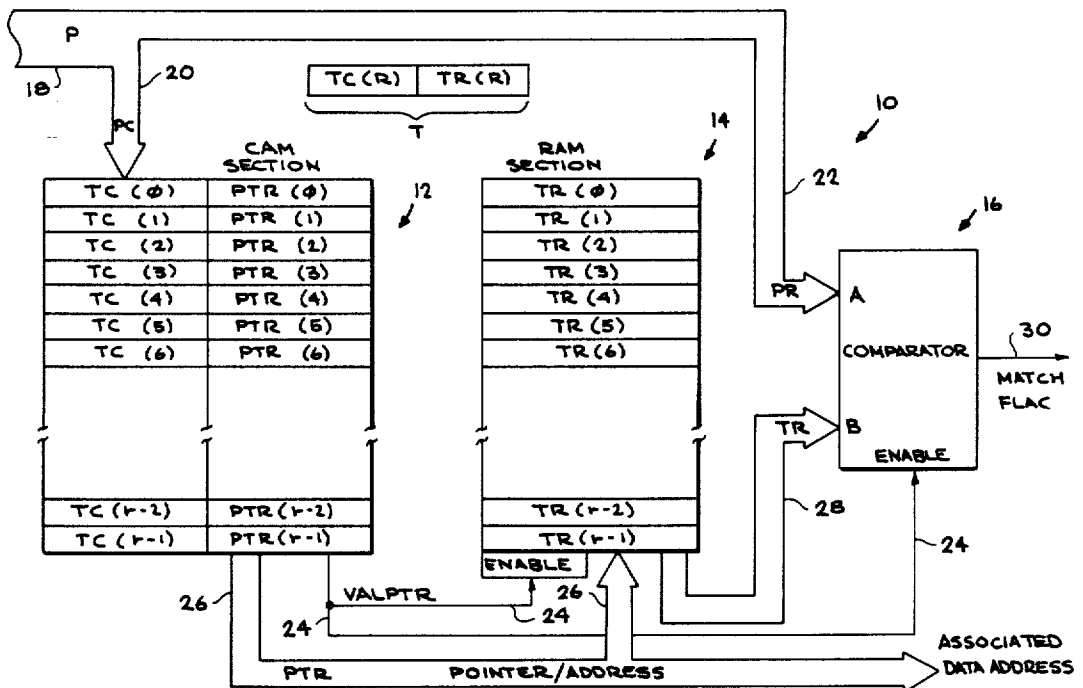 P
18
20
PC
TC(R) TR(R)
T
10
14
CAM SECTION
RAM SECTION
12
22
16
TC (φ) PTR (φ)
TC (1) PTR (1)
TC (2) PTR (2)
TC (3) PTR (3)
TC (4) PTR (4)
TC (5) PTR (5)
TC (6) PTR (6)
TC (r-2) PTR (r-2)
TC (r-1) PTR (r-1)
TR (φ)
TR (1)
TR (2)
TR (3)
TR (4)
TR (5)
TR (6)
TR (r-2)
TR (r-1)
ENABLE
PR
A
COMPARATOR
30
MATCH
FLAC
TR
B
ENABLE
28
24
26
VALPTR
24
24
26
PTR
POINTER/ADDRESS
ASSOCIATED
DATA ADDRESS